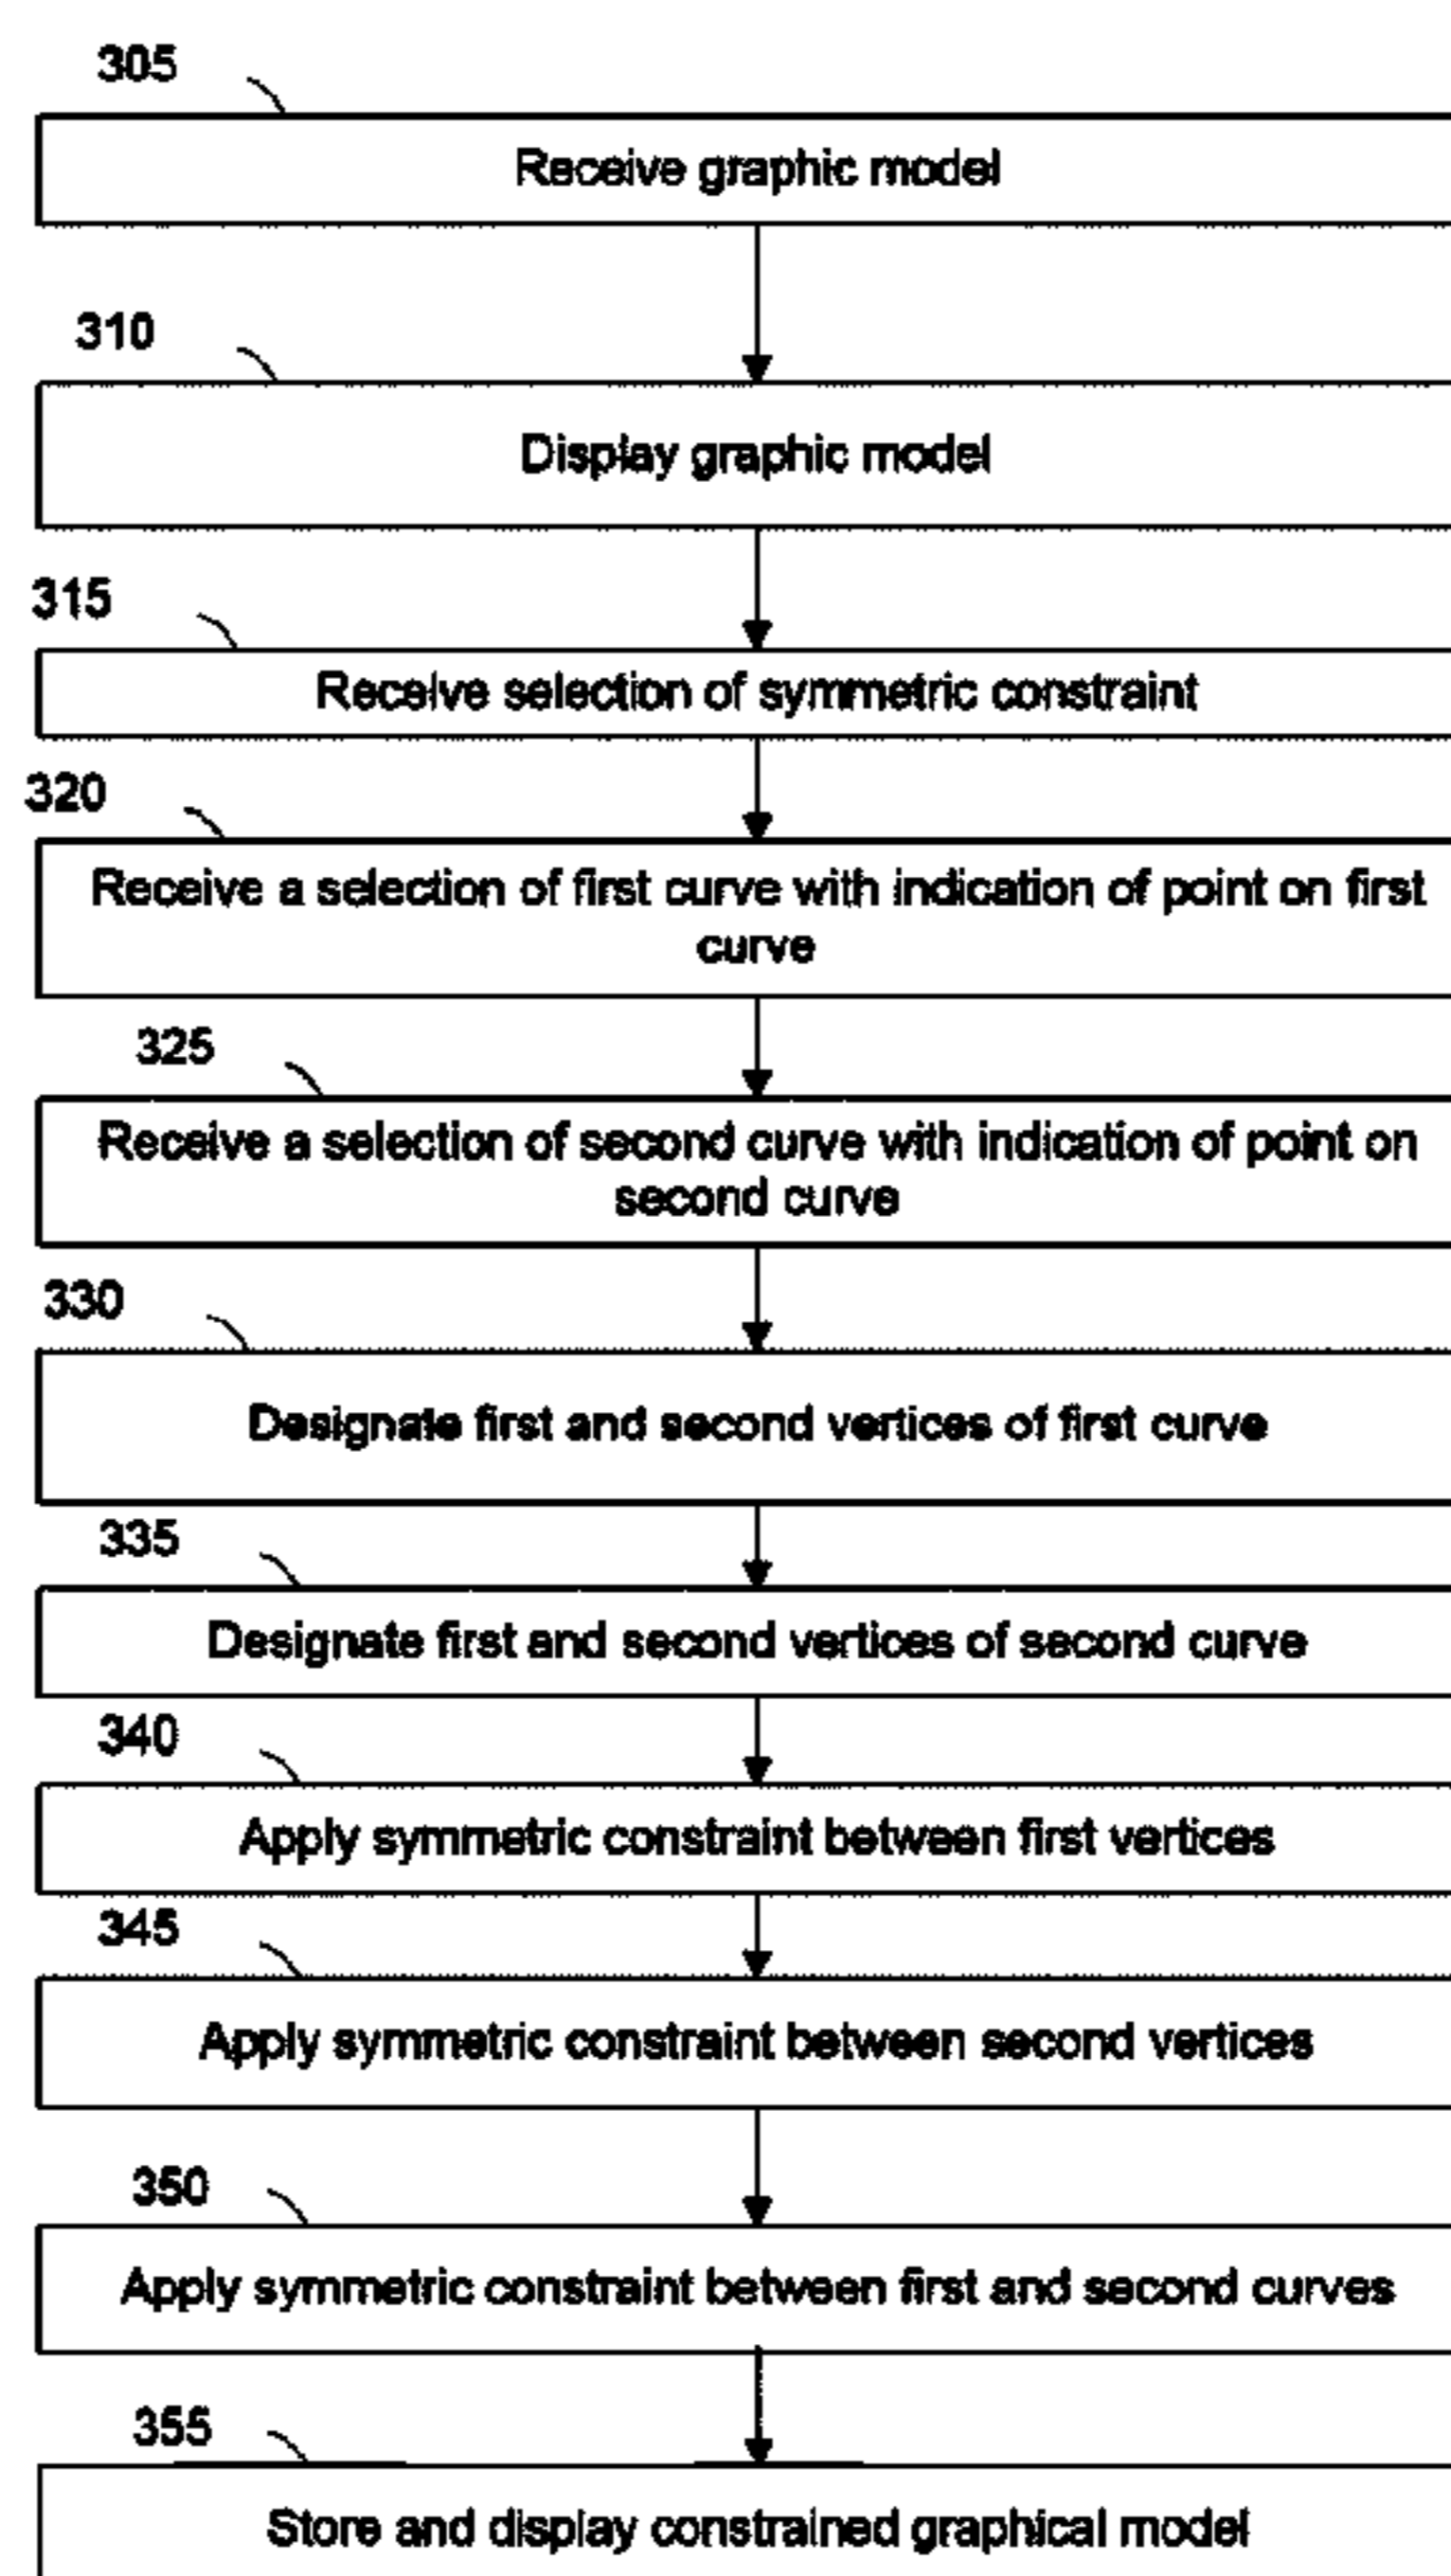 305
Receive graphic model
310
Display graphic model
315
Receive selection of symmetric constraint
320
Receive a selection of first curve with indication of point on first
curve
325
Receive a selection of second curve with indication of point on
second curve
330
Designate first and second vertices of first curve
335
Designate first and second vertices of second curve
340
Apply symmetric constraint between first vertices
345
Apply symmetric constraint between second vertices
350
Apply symmetric constraint between first and second curves
355
Store and display constrained graphical model